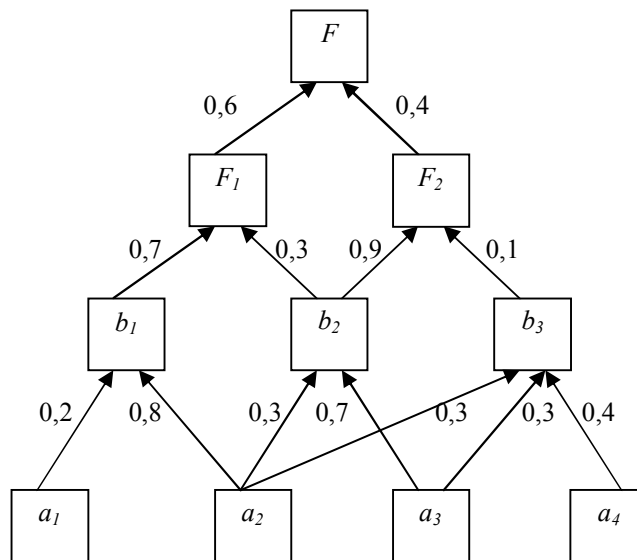 F
0,6 0,4
F₁ F₂
0,7 0,3 0,9 0,1
b₁ b₂ b₃
0,2 0,8 0,3 0,7 0,3 0,3 0,4
a₁ a₂ a₃ a₄